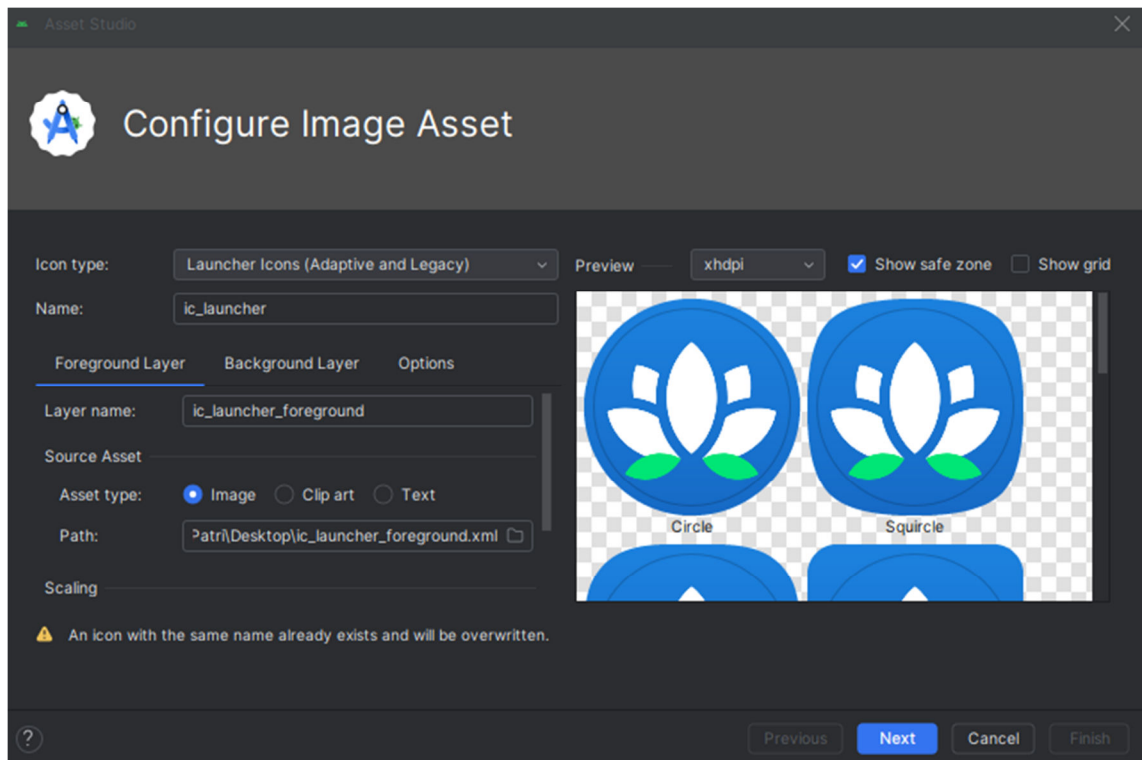 Asset Studio
Configure Image Asset
Icon type: Launcher Icons (Adaptive and Legacy)
Preview xhdpi Show safe zone Show grid
Name: ic_launcher
Foreground Layer Background Layer Options
Layer name: ic_launcher_foreground
Source Asset
Asset type: Image Clip art Text
Path: Patri\Desktop\ic_launcher_foreground.xml
Circle Squircle
Scaling
An icon with the same name already exists and will be overwritten.
? Previous Next Cancel Finish